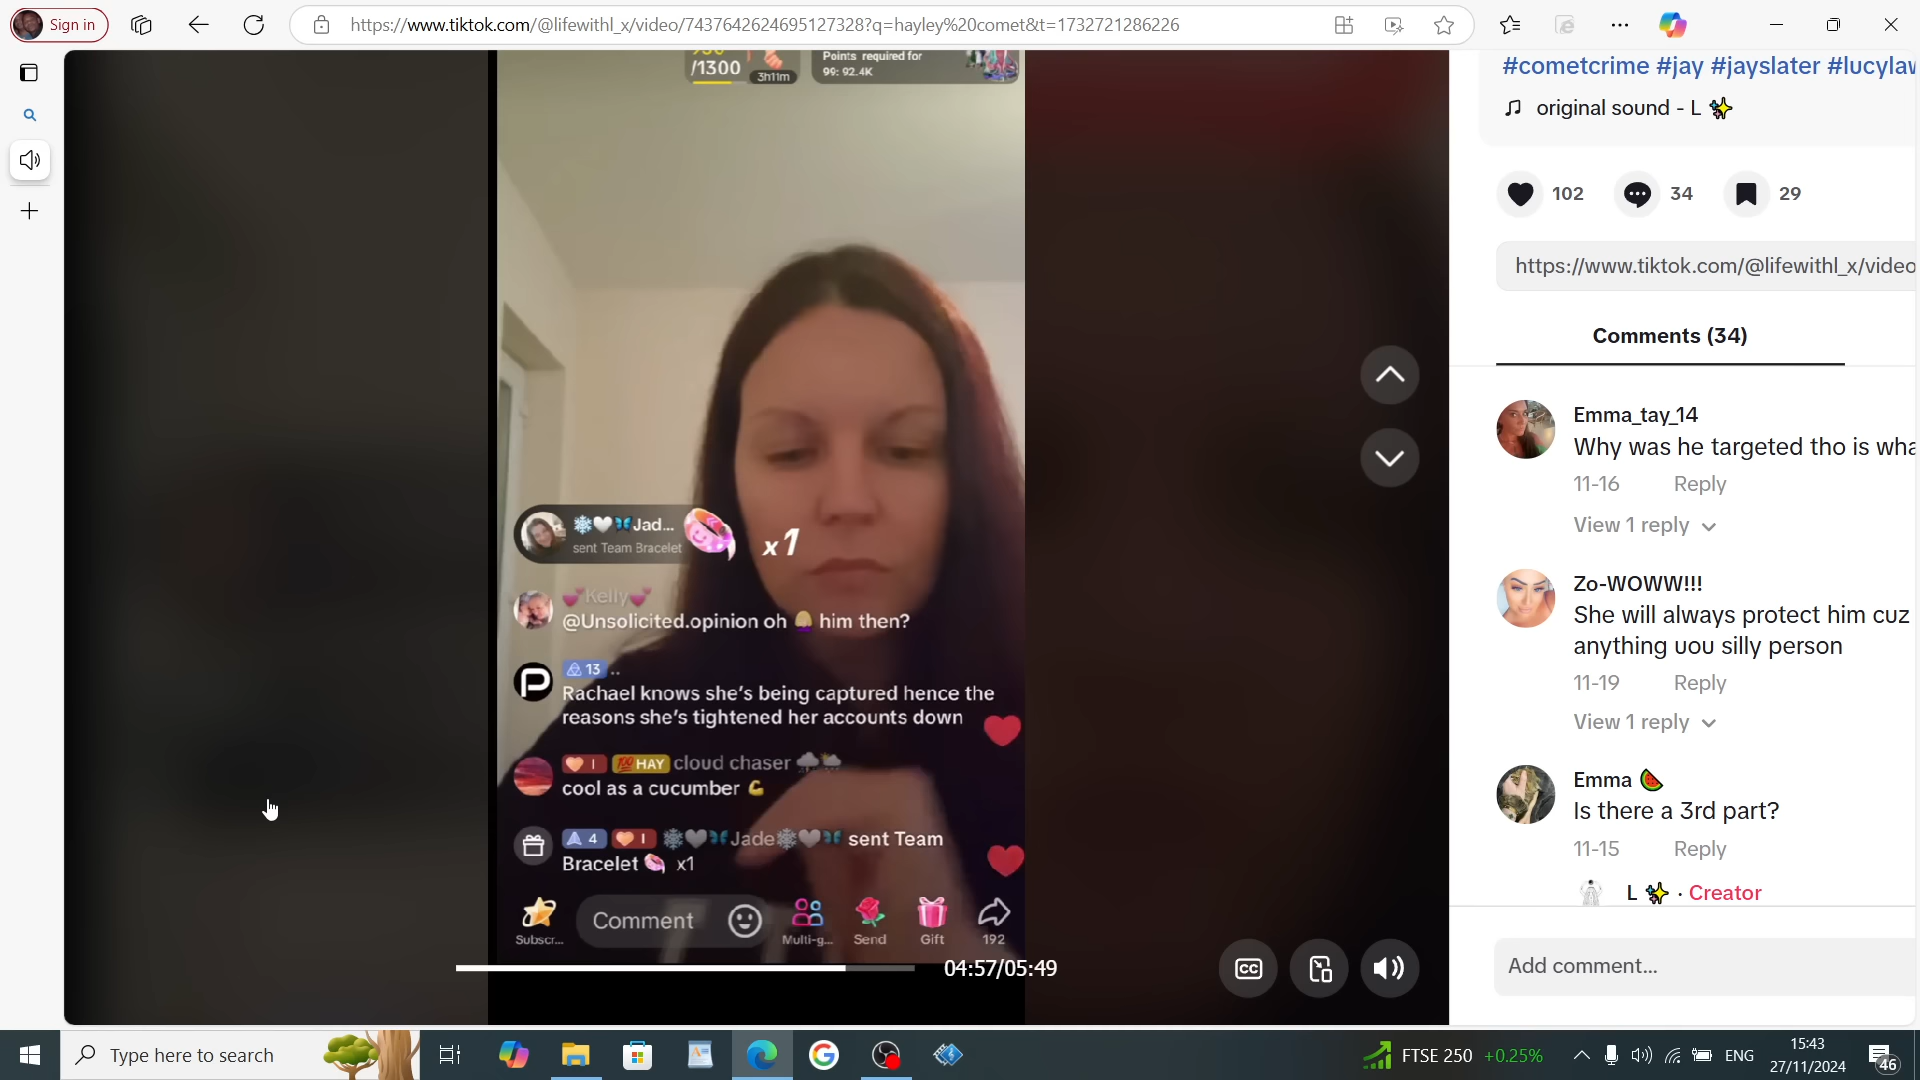 Sign in
https://www.tiktok.com/@lifewithl_x/video/7437642624695127328?q=hayley%20comet&t=1732721286226
/1300
3h11m
Points required for
99: 92.4K
❄🤍🦋Jad...
sent Team Bracelet
x1
💕Kelly💕
@Unsolicited.opinion oh him then?
P
13 ..
Rachael knows she's being captured hence the
reasons she's tightened her accounts down
I 💯 HAY cloud chaser 🌧🌦
cool as a cucumber 💪
4 I ❄🤍🦋Jade❄🤍🦋 sent Team
Bracelet x1
Comment
Subscr...
Multi-g...
Send
Gift
192
04:57/05:49
CC
#cometcrime #jay #jayslater #lucylaw
original sound - L ✨
102
34
29
https://www.tiktok.com/@lifewithl_x/video
Comments (34)
Emma_tay_14
Why was he targeted tho is wha
11-16 Reply
View 1 reply
Zo-WOWW!!!
She will always protect him cuz
anything uou silly person
11-19 Reply
View 1 reply
Emma 🍉
Is there a 3rd part?
11-15 Reply
L ✨ · Creator
Add comment...
Type here to search
FTSE 250 +0.25%
ENG
15:43
27/11/2024
46